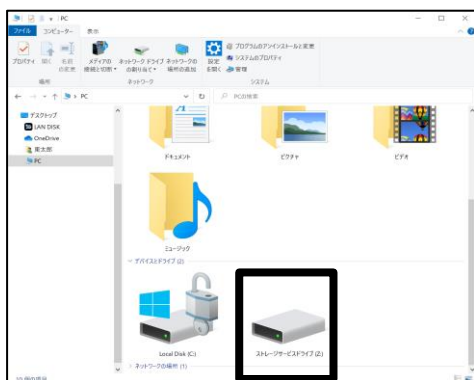 PC
ファイル
コンピューター
表示
プロパティ 開く 名前の変更
メディアの接続と切断
ネットワーク ドライブの割り当て
ネットワークの場所の追加
設定を開く
プログラムのアンインストールと変更
システムのプロパティ
管理
場所
ネットワーク
システム
PC
PCの検索
デスクトップ
LAN DISK
OneDrive
PC
ドキュメント
ピクチャ
ビデオ
ミュージック
デバイスとドライブ (2)
Local Disk (C:)
ストレージサービスドライブ (Z:)
ネットワークの場所 (1)